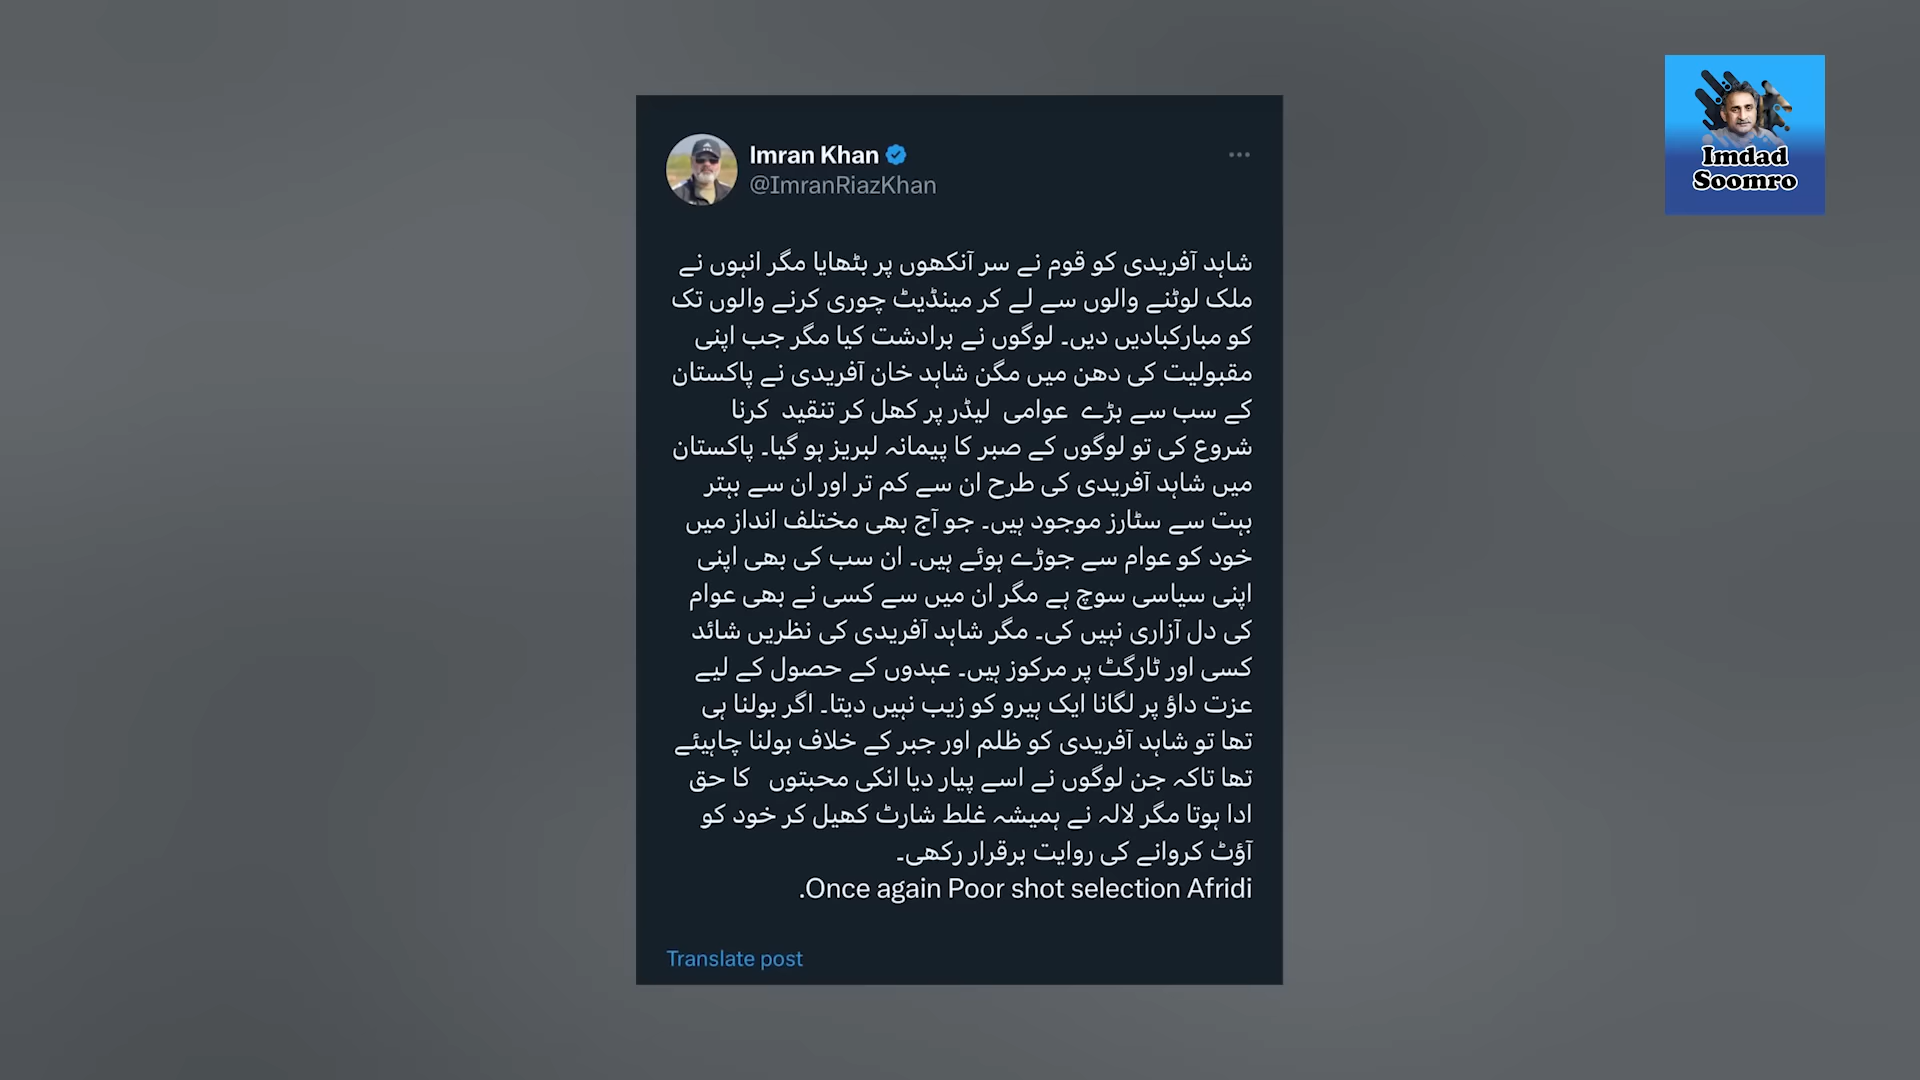 Imran Khan
@ImranRiazKhan
شاہد آفریدی کو قوم نے سر آنکھوں پر بٹھایا مگر انہوں نے
ملک لوٹنے والوں سے لے کر مینڈیٹ چوری کرنے والوں تک
کو مبارکبادیں دیں۔ لوگوں نے برادشت کیا مگر جب اپنی
مقبولیت کی دھن میں مگن شاہد خان آفریدی نے پاکستان
کے سب سے بڑے عوامی لیڈر پر کھل کر تنقید کرنا
شروع کی تو لوگوں کے صبر کا پیمانہ لبریز ہو گیا۔ پاکستان
میں شاہد آفریدی کی طرح ان سے کم تر اور ان سے بہتر
بہت سے سٹارز موجود ہیں۔ جو آج بھی مختلف انداز میں
خود کو عوام سے جوڑے ہوئے ہیں۔ ان سب کی بھی اپنی
اپنی سیاسی سوچ ہے مگر ان میں سے کسی نے بھی عوام
کی دل آزاری نہیں کی۔ مگر شاہد آفریدی کی نظریں شائد
کسی اور ٹارگٹ پر مرکوز ہیں۔ عہدوں کے حصول کے لیے
عزت داؤ پر لگانا ایک ہیرو کو زیب نہیں دیتا۔ اگر بولنا ہی
تھا تو شاہد آفریدی کو ظلم اور جبر کے خلاف بولنا چاہیئے
تھا تاکہ جن لوگوں نے اسے پیار دیا انکی محبتوں کا حق
ادا ہوتا مگر لالہ نے ہمیشہ غلط شارٹ کھیل کر خود کو
آؤٹ کروانے کی روایت برقرار رکھی۔
Once again Poor shot selection Afridi.
Translate post
Imdad
Soomro